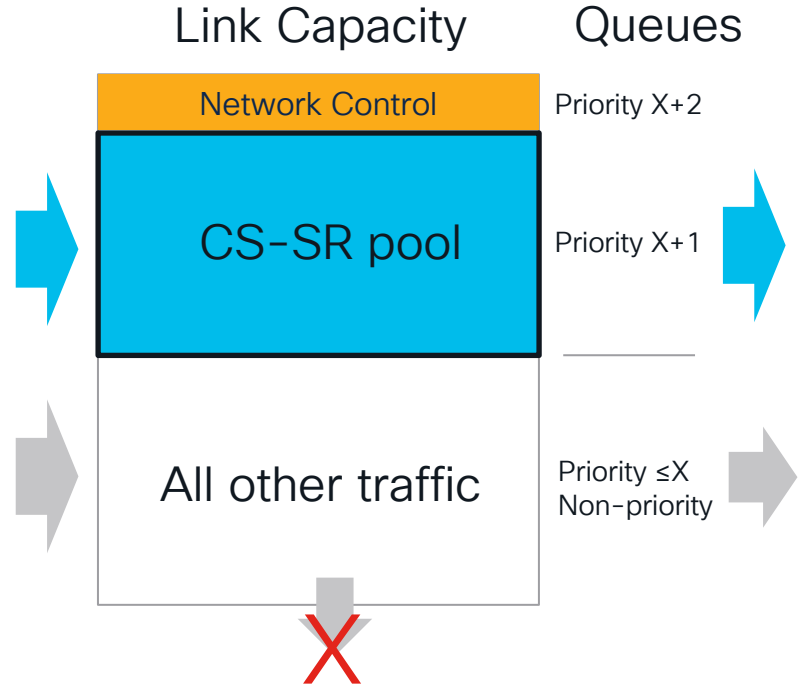 Link Capacity
Queues
Network Control
Priority X+2
CS-SR pool
Priority X+1
All other traffic
Priority ≤X
Non-priority